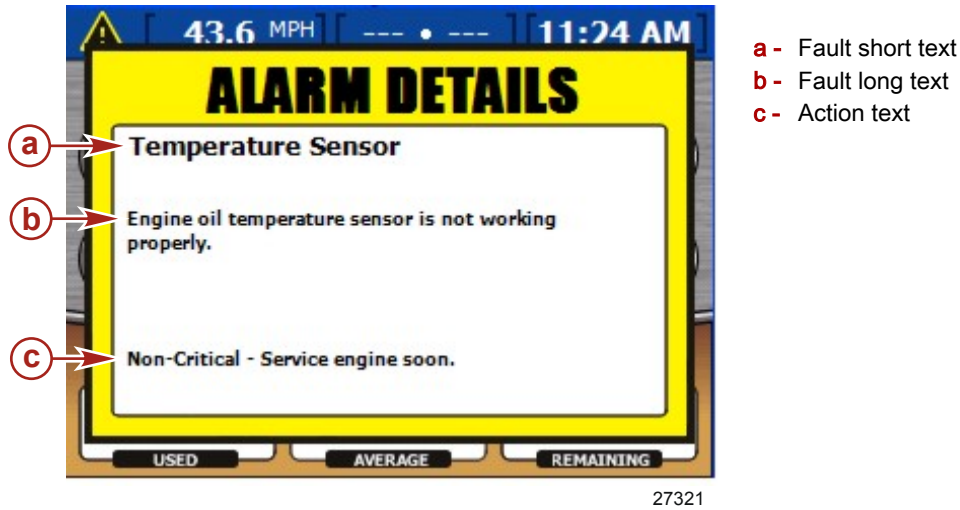 43.6 MPH --- • --- 11:24 AM
ALARM DETAILS
a Temperature Sensor
b Engine oil temperature sensor is not working
properly.
c Non-Critical - Service engine soon.
USED AVERAGE REMAINING
27321
a - Fault short text
b - Fault long text
c - Action text